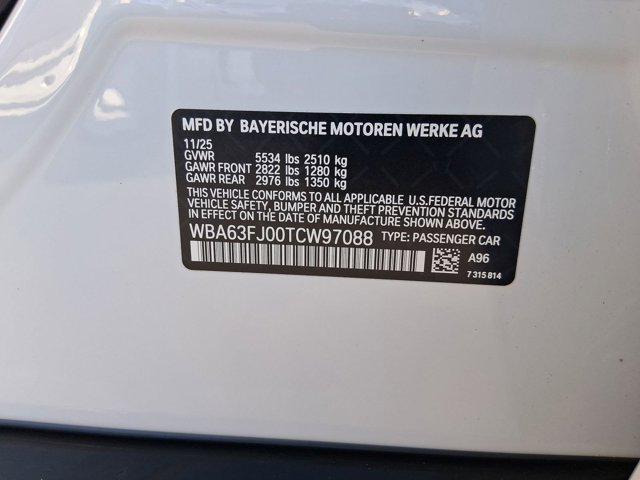 MFD BY BAYERISCHE MOTOREN WERKE AG
11/25
GVWR 5534 lbs 2510 kg
GAWR FRONT 2822 lbs 1280 kg
GAWR REAR 2976 lbs 1350 kg
THIS VEHICLE CONFORMS TO ALL APPLICABLE U.S.FEDERAL MOTOR
VEHICLE SAFETY, BUMPER AND THEFT PREVENTION STANDARDS
IN EFFECT ON THE DATE OF MANUFACTURE SHOWN ABOVE.
WBA63FJ00TCW97088 TYPE: PASSENGER CAR
A96
7 315 814